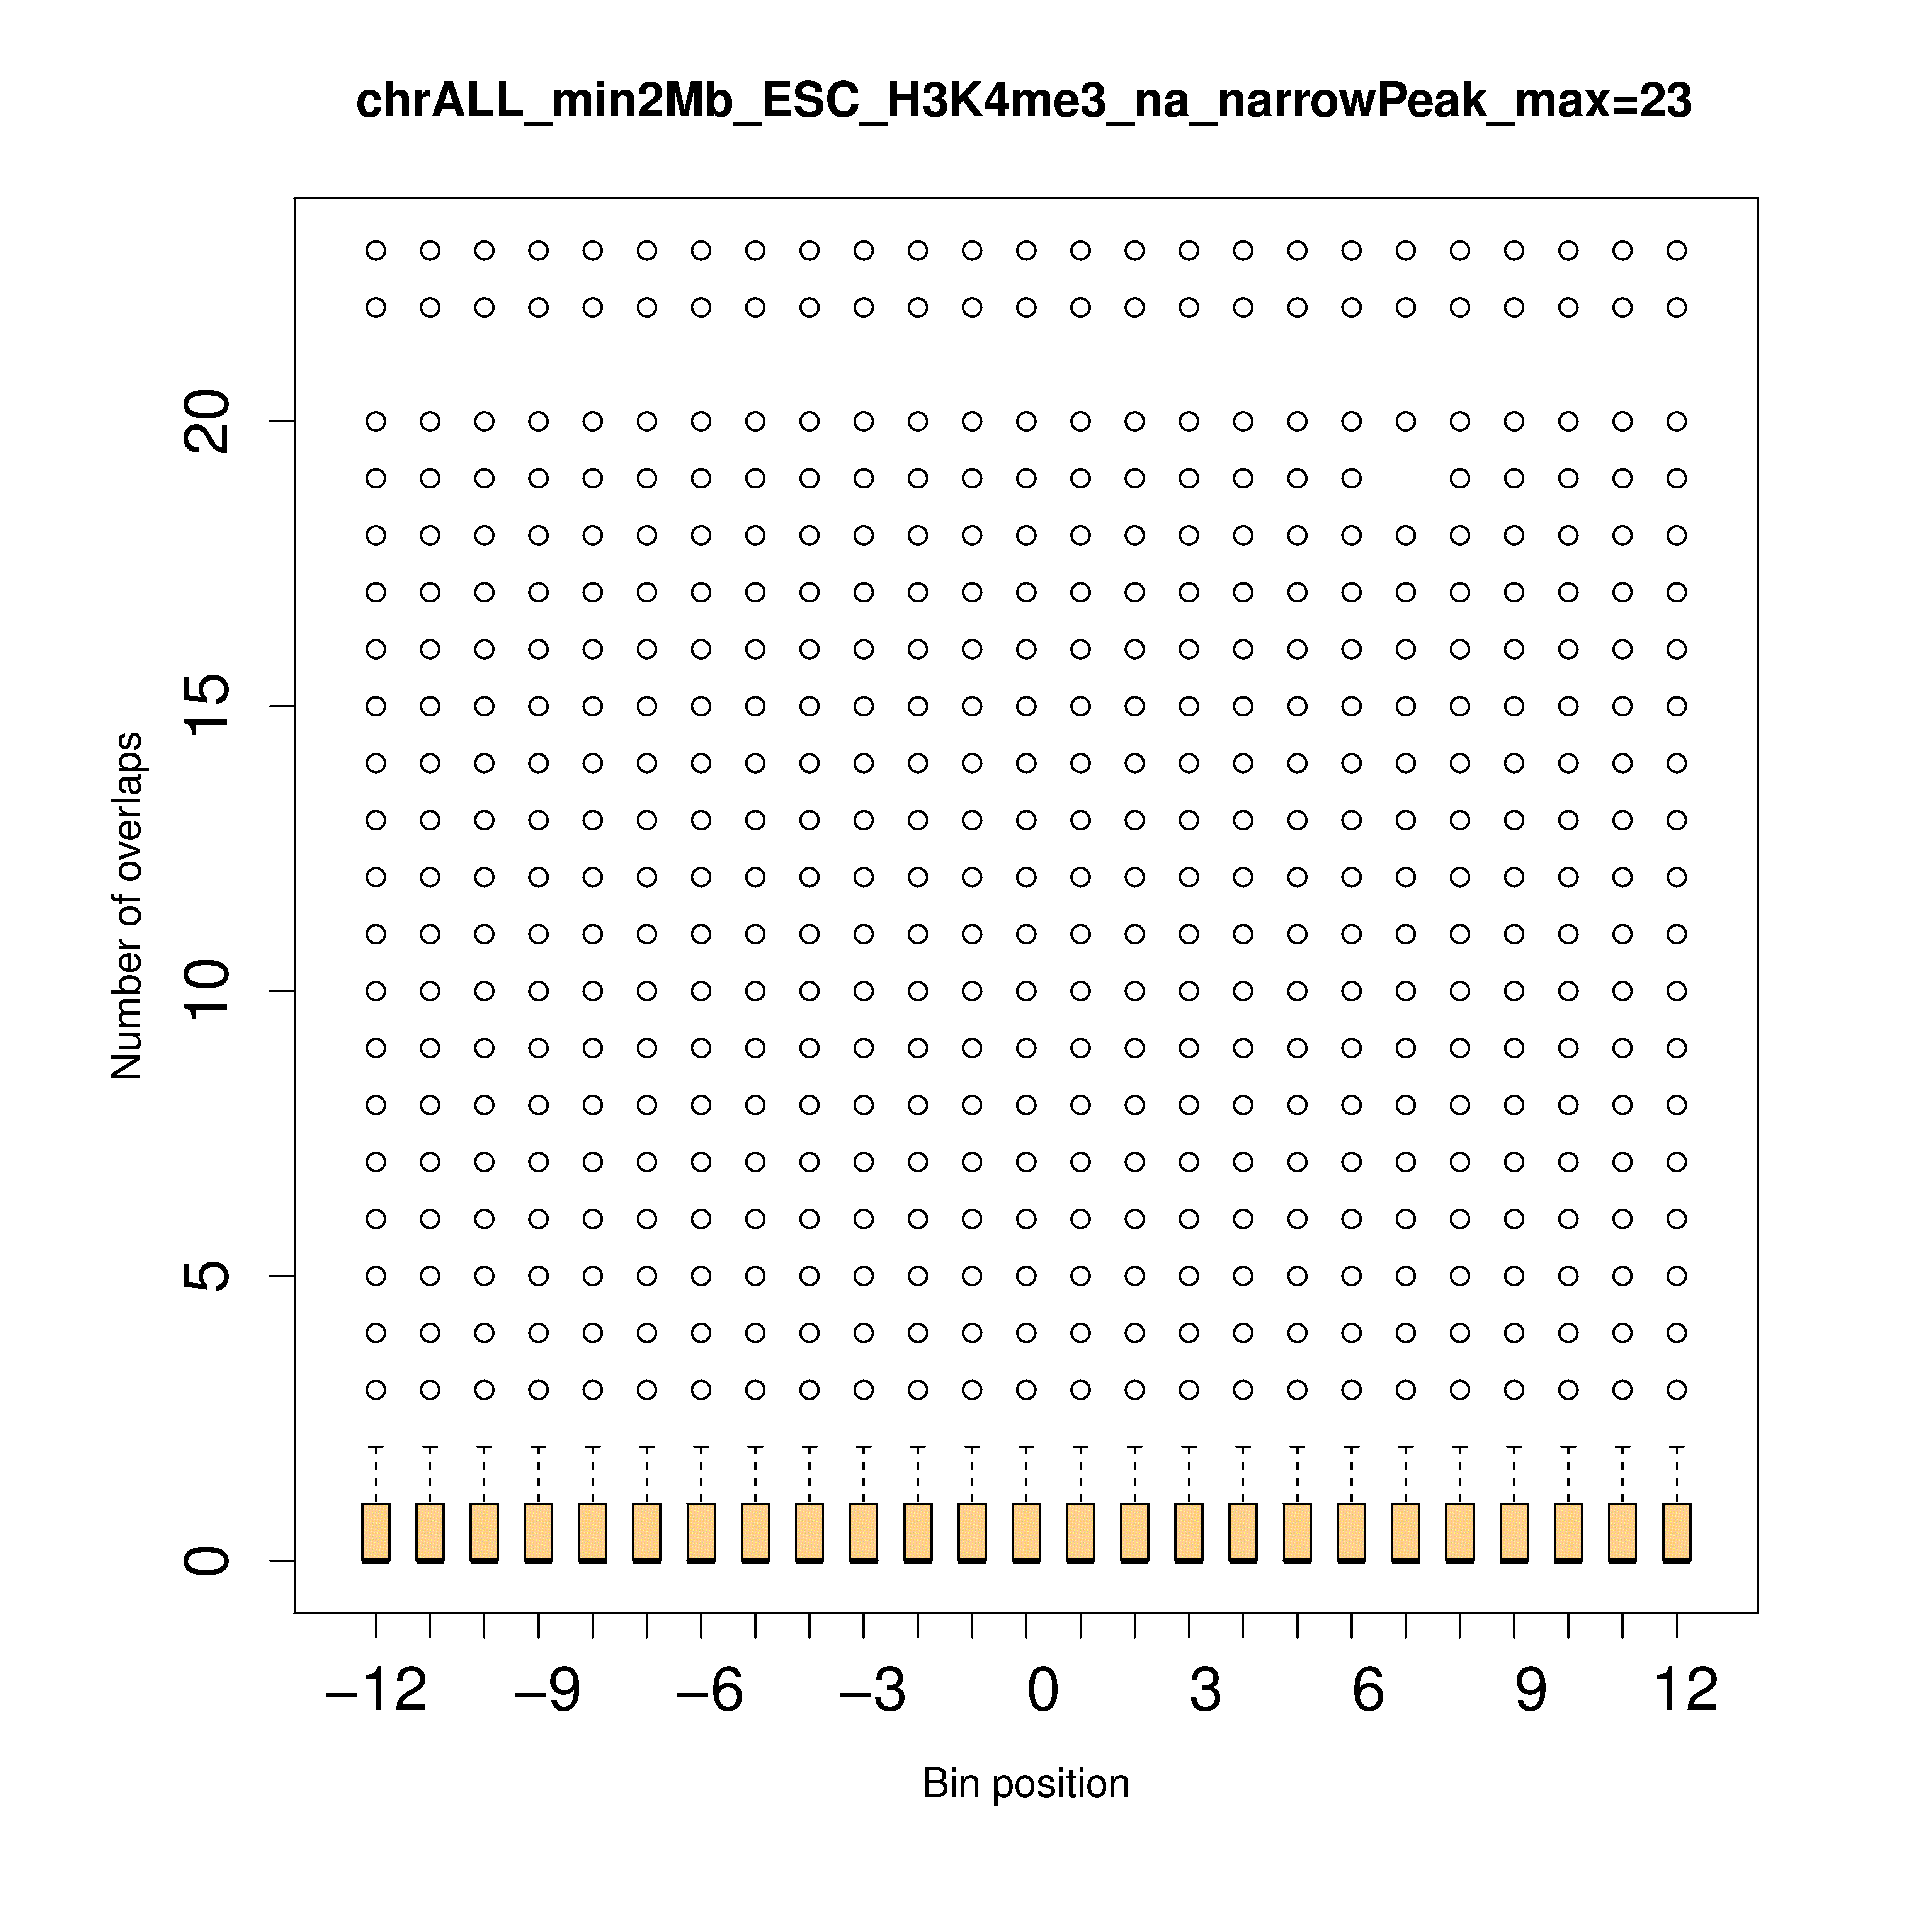 chrALL_min2Mb_ESC_H3K4me3_na_narrowPeak_max=23
Number of overlaps
20
15
10
5
0
−12 −9 −6 −3 0 3 6 9 12
Bin position